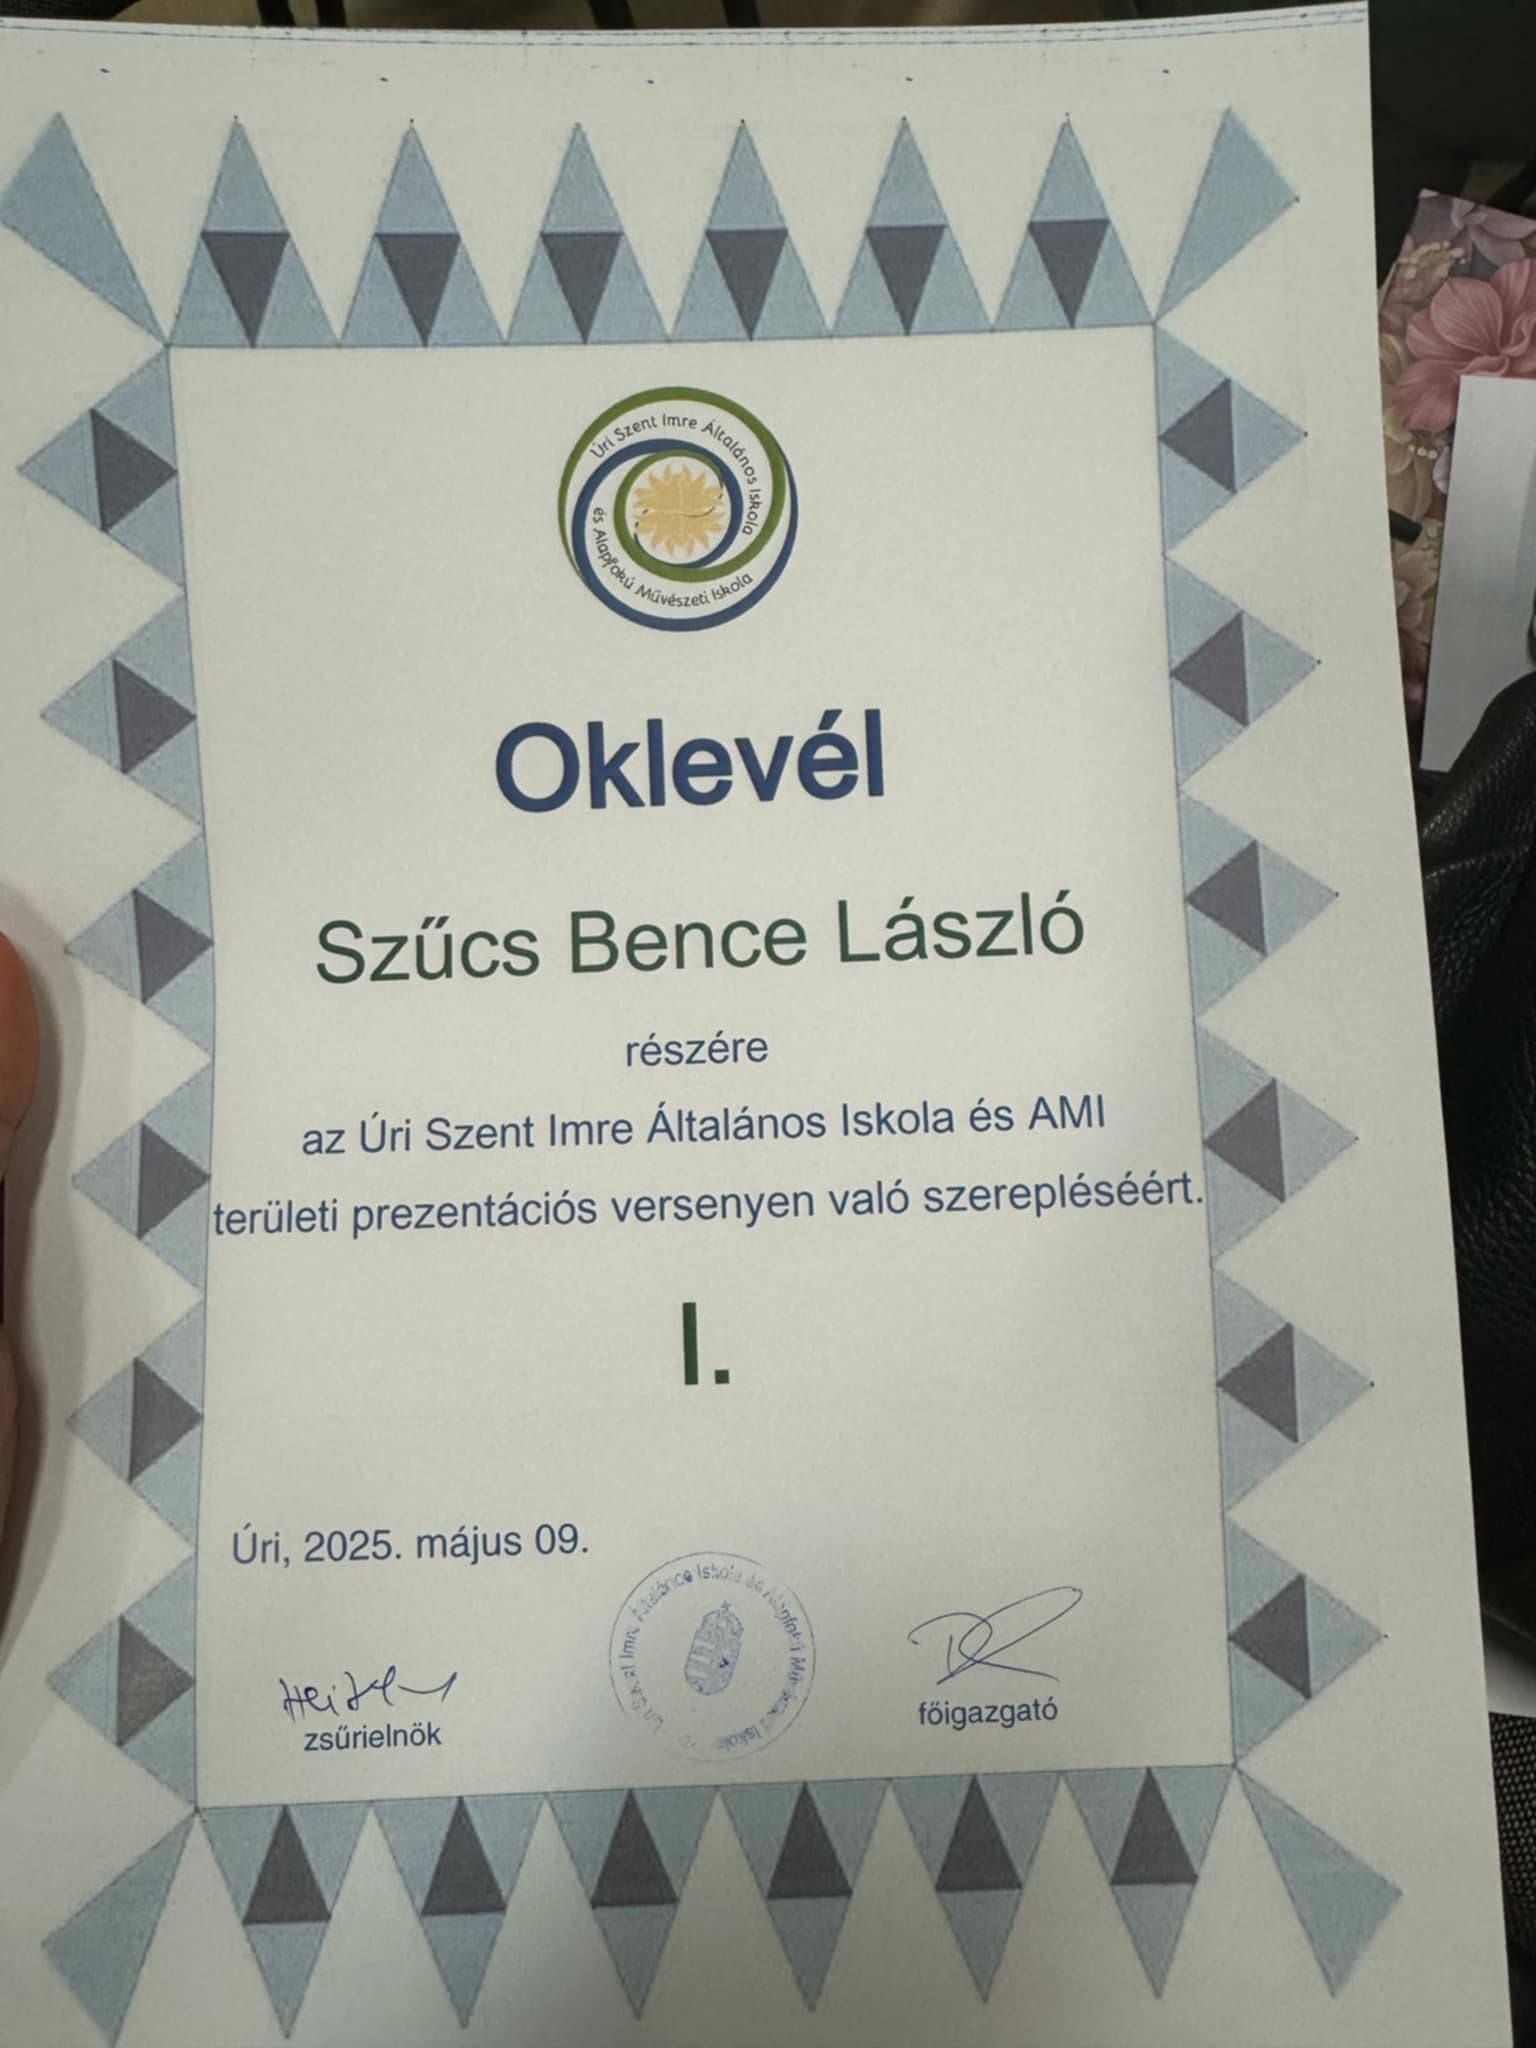 Úri Szent Imre Általános Iskola
és Alapfokú Művészeti Iskola
Oklevél
Szűcs Bence László
részére
az Úri Szent Imre Általános Iskola és AMI
területi prezentációs versenyen való szerepléséért.
I.
Úri, 2025. május 09.
zsűrielnök
főigazgató